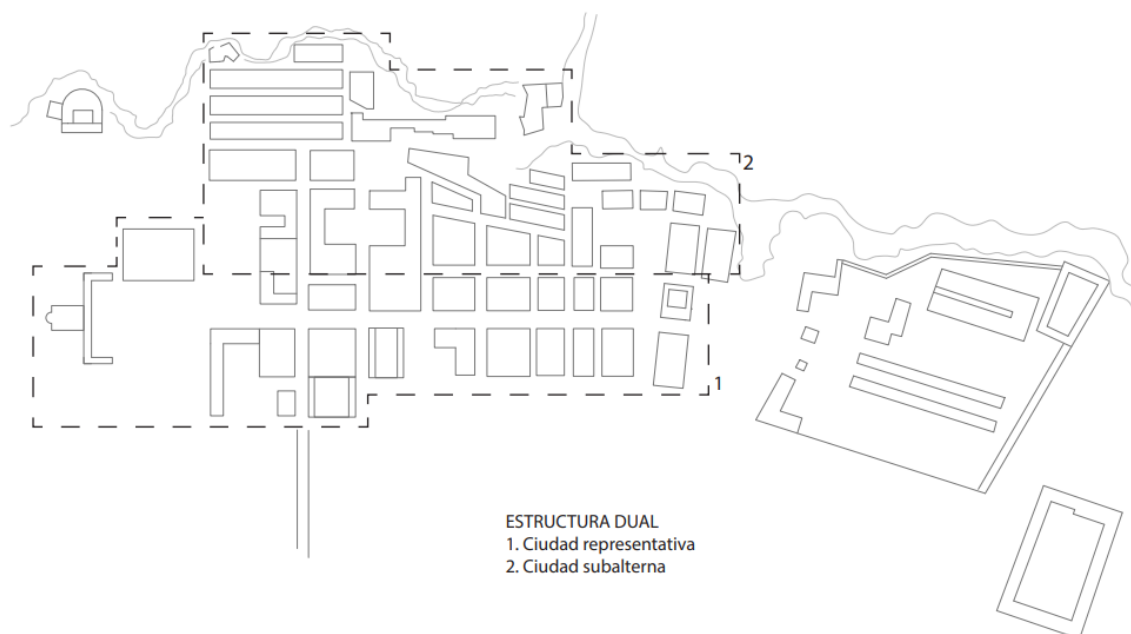 2
1
ESTRUCTURA DUAL
1. Ciudad representativa
2. Ciudad subalterna